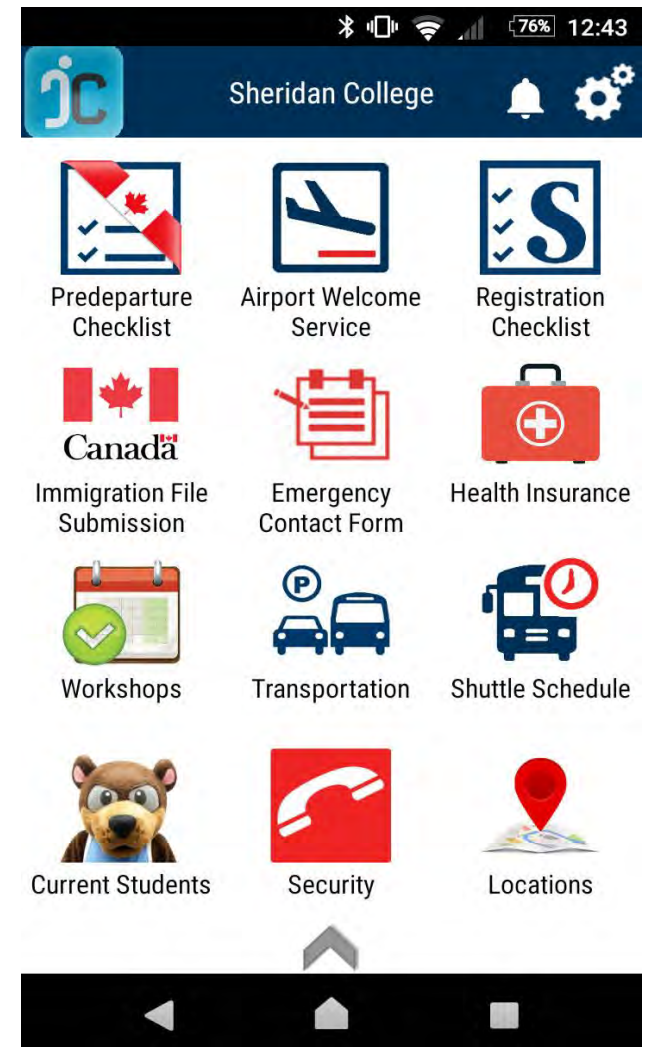 76% 12:43
jc Sheridan College
S
Predeparture Airport Welcome Registration
Checklist Service Checklist
Canada
Immigration File Emergency Health Insurance
Submission Contact Form
P
Workshops Transportation Shuttle Schedule
Current Students Security Locations